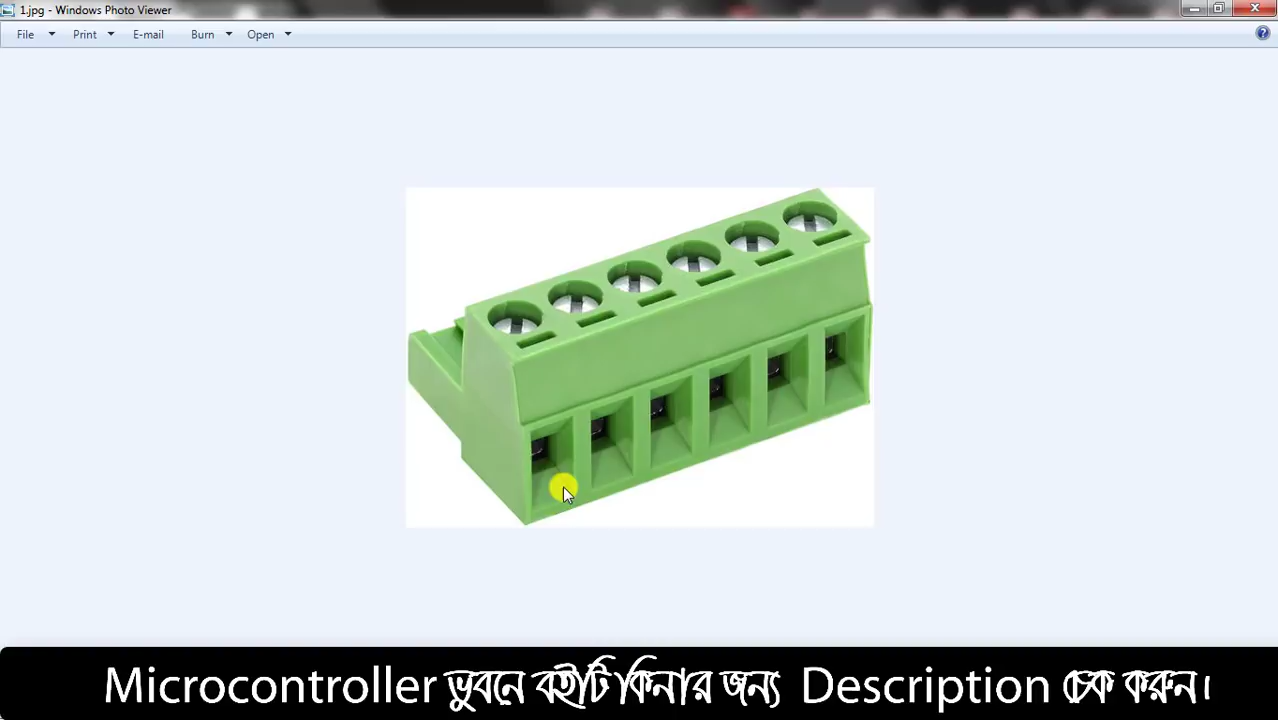 1.jpg - Windows Photo Viewer
File Print E-mail Burn Open
Microcontroller ভুবনে বইটি কিনার জন্য Description চেক করুন।